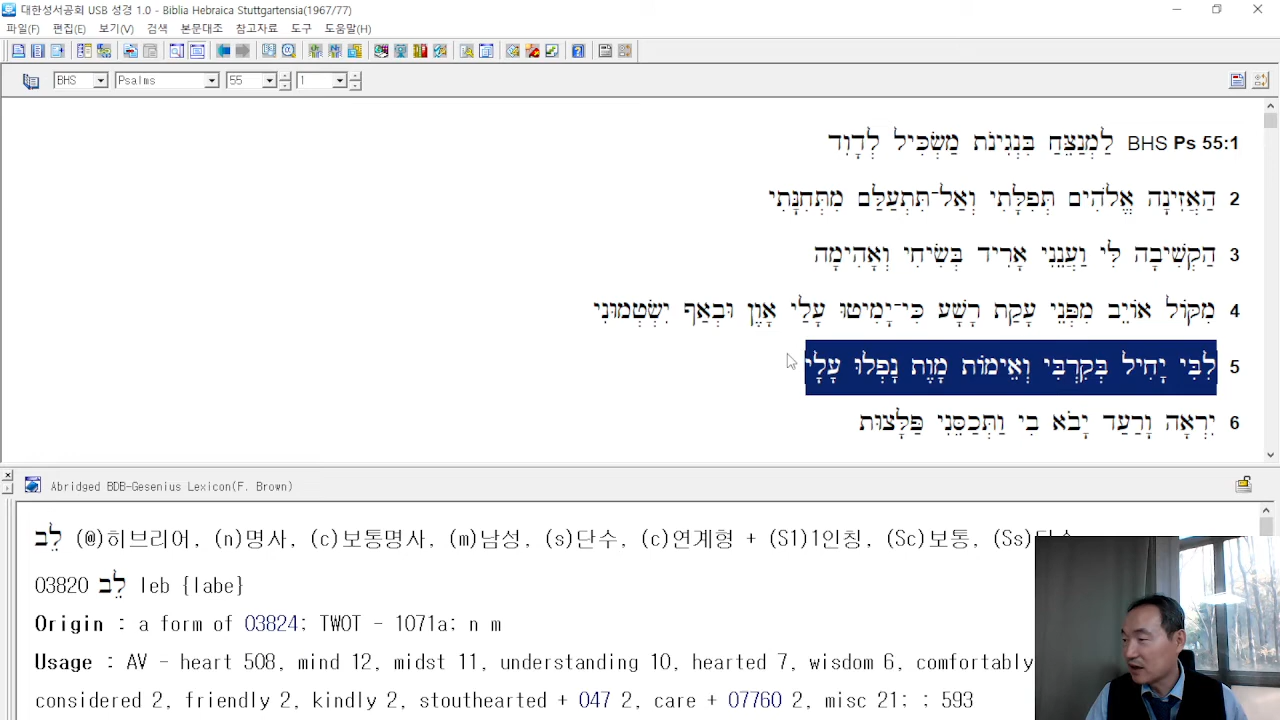 대한성서공회 USB 성경 1.0 - Biblia Hebraica Stuttgartensia(1967/77)
파일(F) 편집(E) 보기(V) 검색 본문대조 참고자료 도구 도움말(H)
BHS Psalms 55 1
BHS Ps 55:1 לַמְנַצֵּחַ בִּנְגִינֹת מַשְׂכִּיל לְדָוִד
2 הַאֲזִינָה אֱלֹהִים תְּפִלָּתִי וְאַל־תִּתְעַלַּם מִתְּחִנָּתִי
3 הַקְשִׁיבָה לִּי וַעֲנֵנִי אָרִיד בְּשִׂיחִי וְאָהִימָה
4 מִקּוֹל אוֹיֵב מִפְּנֵי עָקַת רָשָׁע כִּי־יָמִיטוּ עָלַי אָוֶן וּבְאַף יִשְׂטְמוּנִי
5 לִבִּי יָחִיל בְּקִרְבִּי וְאֵימוֹת מָוֶת נָפְלוּ עָלָי
6 יִרְאָה וָרַעַד יָבֹא בִי וַתְּכַסֵּנִי פַּלָּצוּת
Abridged BDB-Gesenius Lexicon(F. Brown)
לֵב (@)히브리어, (n)명사, (c)보통명사, (m)남성, (s)단수, (c)연계형 + (S1)1인칭, (Sc)보통, (Ss)단수
03820 לֵב leb {labe}
Origin : a form of 03824; TWOT - 1071a; n m
Usage : AV - heart 508, mind 12, midst 11, understanding 10, hearted 7, wisdom 6, comfortably
considered 2, friendly 2, kindly 2, stouthearted + 047 2, care + 07760 2, misc 21; ; 593